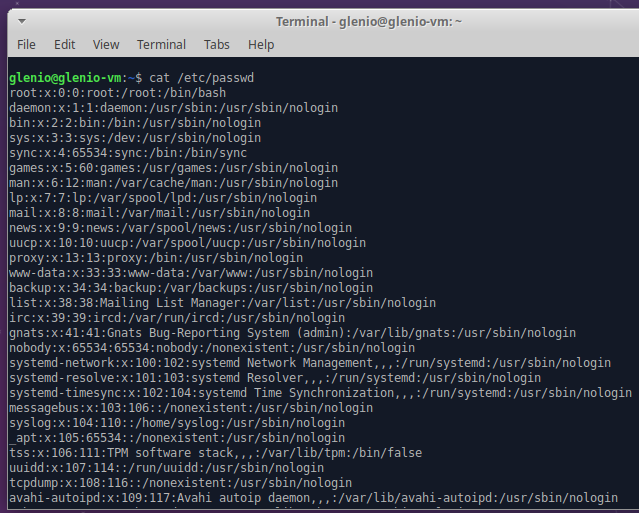 Terminal - glenio@glenio-vm: ~
File Edit View Terminal Tabs Help
glenio@glenio-vm:~$ cat /etc/passwd
root:x:0:0:root:/root:/bin/bash
daemon:x:1:1:daemon:/usr/sbin:/usr/sbin/nologin
bin:x:2:2:bin:/bin:/usr/sbin/nologin
sys:x:3:3:sys:/dev:/usr/sbin/nologin
sync:x:4:65534:sync:/bin:/bin/sync
games:x:5:60:games:/usr/games:/usr/sbin/nologin
man:x:6:12:man:/var/cache/man:/usr/sbin/nologin
lp:x:7:7:lp:/var/spool/lpd:/usr/sbin/nologin
mail:x:8:8:mail:/var/mail:/usr/sbin/nologin
news:x:9:9:news:/var/spool/news:/usr/sbin/nologin
uucp:x:10:10:uucp:/var/spool/uucp:/usr/sbin/nologin
proxy:x:13:13:proxy:/bin:/usr/sbin/nologin
www-data:x:33:33:www-data:/var/www:/usr/sbin/nologin
backup:x:34:34:backup:/var/backups:/usr/sbin/nologin
list:x:38:38:Mailing List Manager:/var/list:/usr/sbin/nologin
irc:x:39:39:ircd:/var/run/ircd:/usr/sbin/nologin
gnats:x:41:41:Gnats Bug-Reporting System (admin):/var/lib/gnats:/usr/sbin/nologin
nobody:x:65534:65534:nobody:/nonexistent:/usr/sbin/nologin
systemd-network:x:100:102:systemd Network Management,,,:/run/systemd:/usr/sbin/nologin
systemd-resolve:x:101:103:systemd Resolver,,,:/run/systemd:/usr/sbin/nologin
systemd-timesync:x:102:104:systemd Time Synchronization,,,:/run/systemd:/usr/sbin/nologin
messagebus:x:103:106::/nonexistent:/usr/sbin/nologin
syslog:x:104:110::/home/syslog:/usr/sbin/nologin
_apt:x:105:65534::/nonexistent:/usr/sbin/nologin
tss:x:106:111:TPM software stack,,,:/var/lib/tpm:/bin/false
uuidd:x:107:114::/run/uuidd:/usr/sbin/nologin
tcpdump:x:108:116::/nonexistent:/usr/sbin/nologin
avahi-autoipd:x:109:117:Avahi autoip daemon,,,:/var/lib/avahi-autoipd:/usr/sbin/nologin